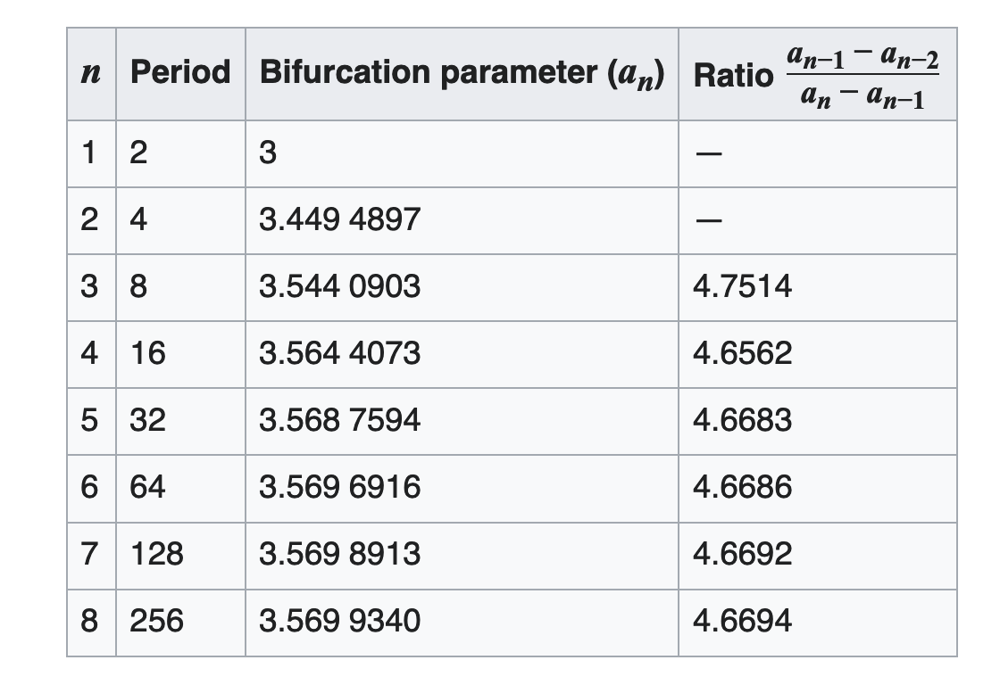 n Period Bifurcation parameter (aₙ) Ratio (aₙ₋₁ − aₙ₋₂)/(aₙ − aₙ₋₁)
1 2 3 —
2 4 3.449 4897 —
3 8 3.544 0903 4.7514
4 16 3.564 4073 4.6562
5 32 3.568 7594 4.6683
6 64 3.569 6916 4.6686
7 128 3.569 8913 4.6692
8 256 3.569 9340 4.6694